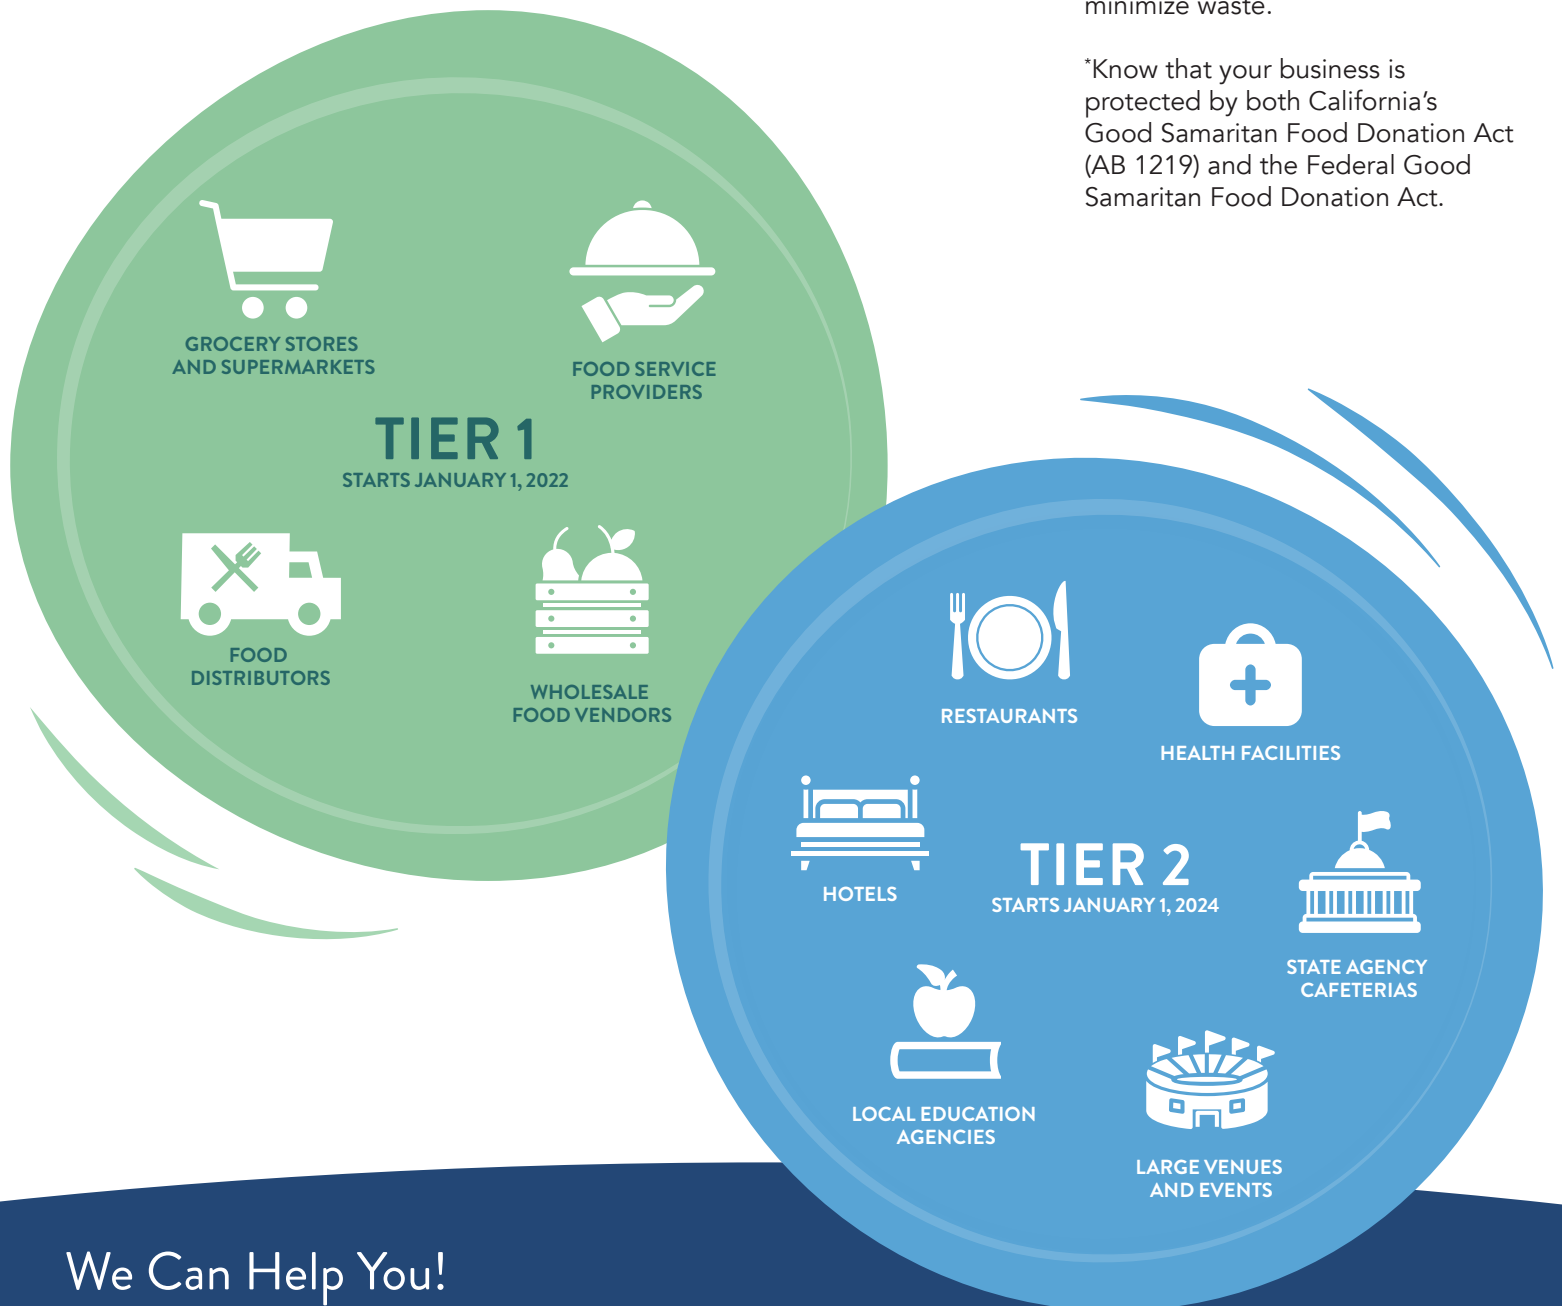 minimize waste.
*Know that your business is
protected by both California’s
Good Samaritan Food Donation Act
(AB 1219) and the Federal Good
Samaritan Food Donation Act.
GROCERY STORES
AND SUPERMARKETS
FOOD SERVICE
PROVIDERS
TIER 1
STARTS JANUARY 1, 2022
FOOD
DISTRIBUTORS
WHOLESALE
FOOD VENDORS
RESTAURANTS
HEALTH FACILITIES
HOTELS
TIER 2
STARTS JANUARY 1, 2024
STATE AGENCY
CAFETERIAS
LOCAL EDUCATION
AGENCIES
LARGE VENUES
AND EVENTS
We Can Help You!